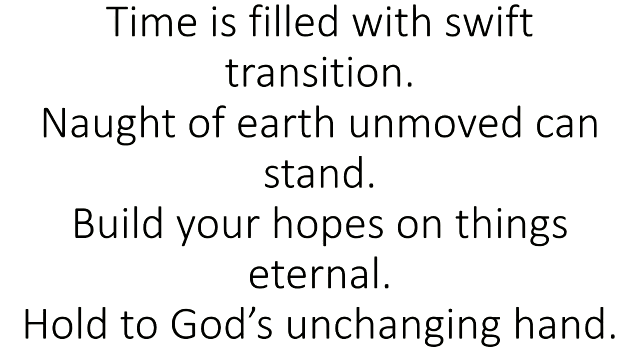 Time is filled with swift
transition.
Naught of earth unmoved can
stand.
Build your hopes on things
eternal.
Hold to God’s unchanging hand.